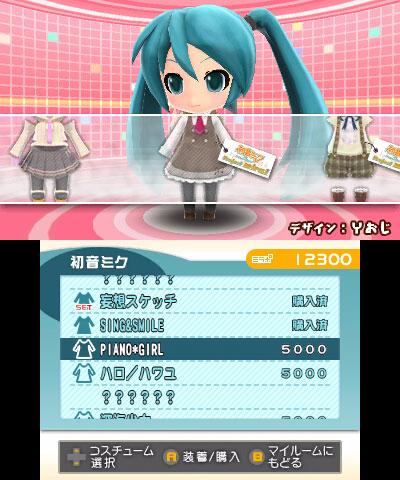 デザイン:Yおじ
初音ミク
12300
??????
妄想スケッチ 購入済
SET
SING&SMILE 購入済
PIANO*GIRL 5000
ハロ/ハワユ 5000
??????
5000
コスチューム
選択
A 装着/購入
B マイルームに
もどる